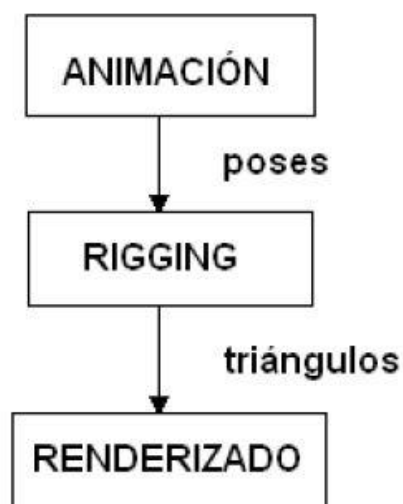 ANIMACIÓN
poses
RIGGING
triángulos
RENDERIZADO